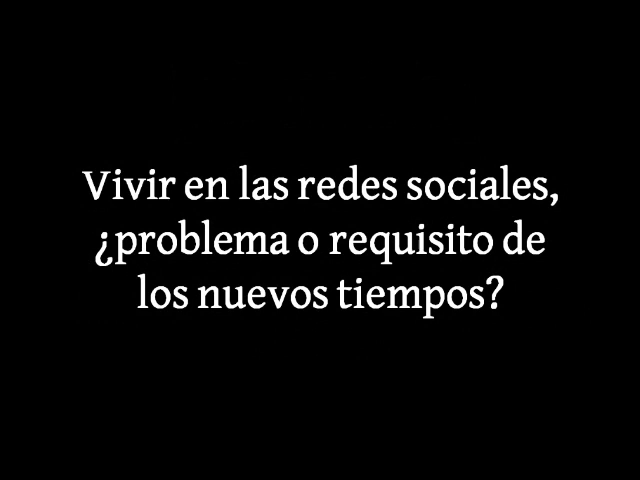 Vivir en las redes sociales,
¿problema o requisito de
los nuevos tiempos?